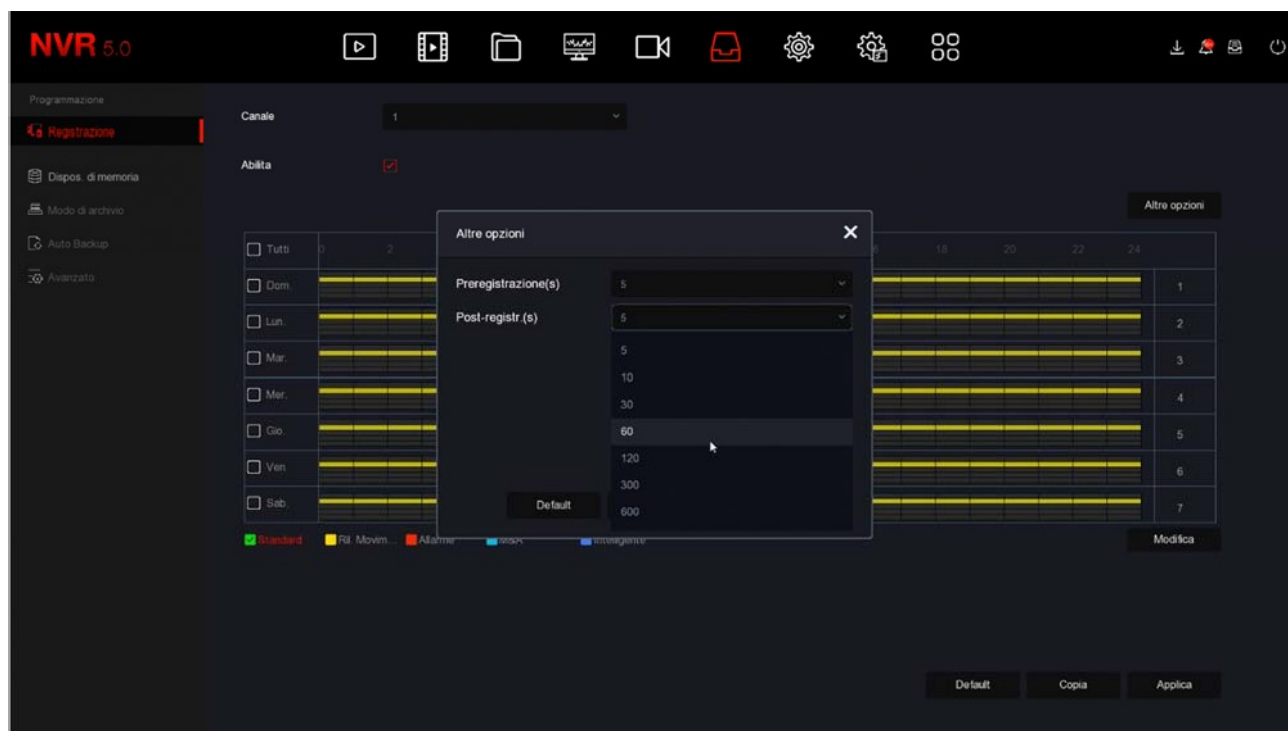 NVR 5.0
Programmazione
Registrazione
Dispos. di memoria
Modo di archivio
Auto Backup
Avanzato
Canale 1
Abilita
Altre opzioni
Tutti 0 2 18 20 22 24
Dom. 1
Lun. 2
Mar. 3
Mer. 4
Gio. 5
Ven. 6
Sab. 7
Altre opzioni
Preregistrazione(s) 5
Post-registr.(s) 5
5
10
30
60
120
300
600
Default
Standard Ril. Movim... Allarme Intelligente
Modifica
Default Copia Applica